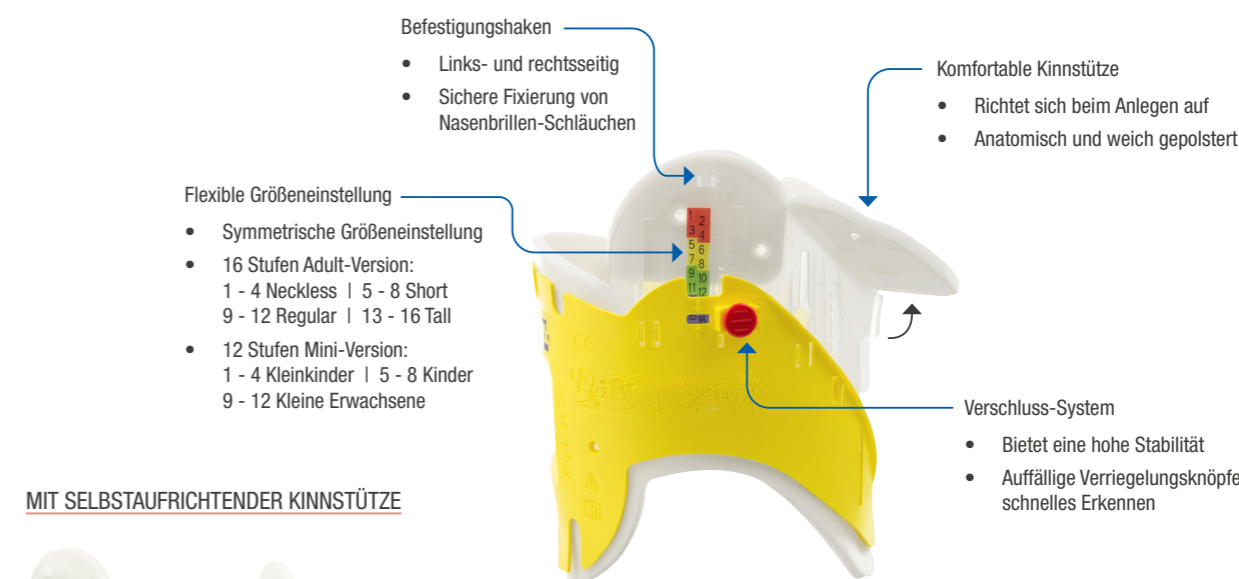 Befestigungshaken
• Links- und rechtsseitig
• Sichere Fixierung von
Nasenbrillen-Schläuchen
Komfortable Kinnstütze
• Richtet sich beim Anlegen auf
• Anatomisch und weich gepolstert
Flexible Größeneinstellung
• Symmetrische Größeneinstellung
• 16 Stufen Adult-Version:
1 - 4 Neckless | 5 - 8 Short
9 - 12 Regular | 13 - 16 Tall
• 12 Stufen Mini-Version:
1 - 4 Kleinkinder | 5 - 8 Kinder
9 - 12 Kleine Erwachsene
1 2
3 4
5 6
7 8
9 10
11 12
Verschluss-System
• Bietet eine hohe Stabilität
• Auffällige Verriegelungsknöpfe
schnelles Erkennen
MIT SELBSTAUFRICHTENDER KINNSTÜTZE